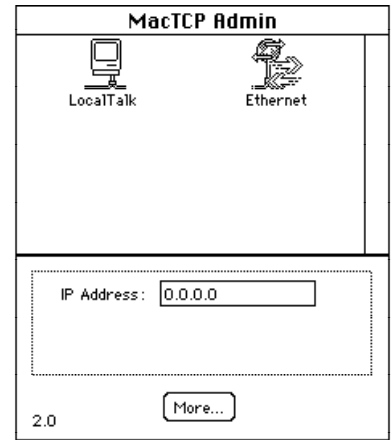 MacTCP Admin
LocalTalk Ethernet
IP Address: 0.0.0.0
More...
2.0